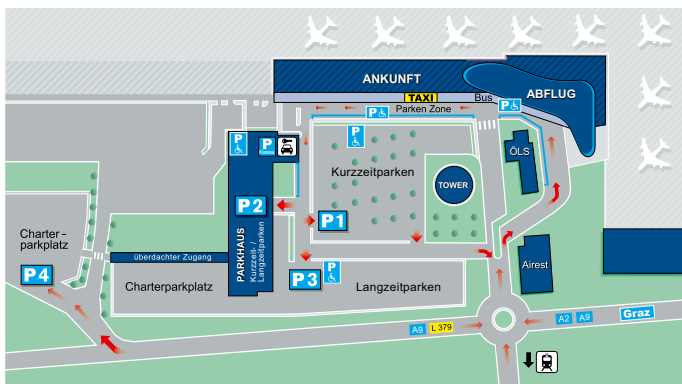 ANKUNFT
ABFLUG
TAXI
Bus
Parken Zone
P
P
P
P
P
Kassa
ÖLS
Kurzzeitparken
TOWER
P2
P1
PARKHAUS
Kurzzeit- /
Langzeitparken
Charter -
parkplatz
überdachter Zugang
Airest
P4
P3
P
Charterparkplatz
Langzeitparken
A9
L 379
A2
A9
Graz